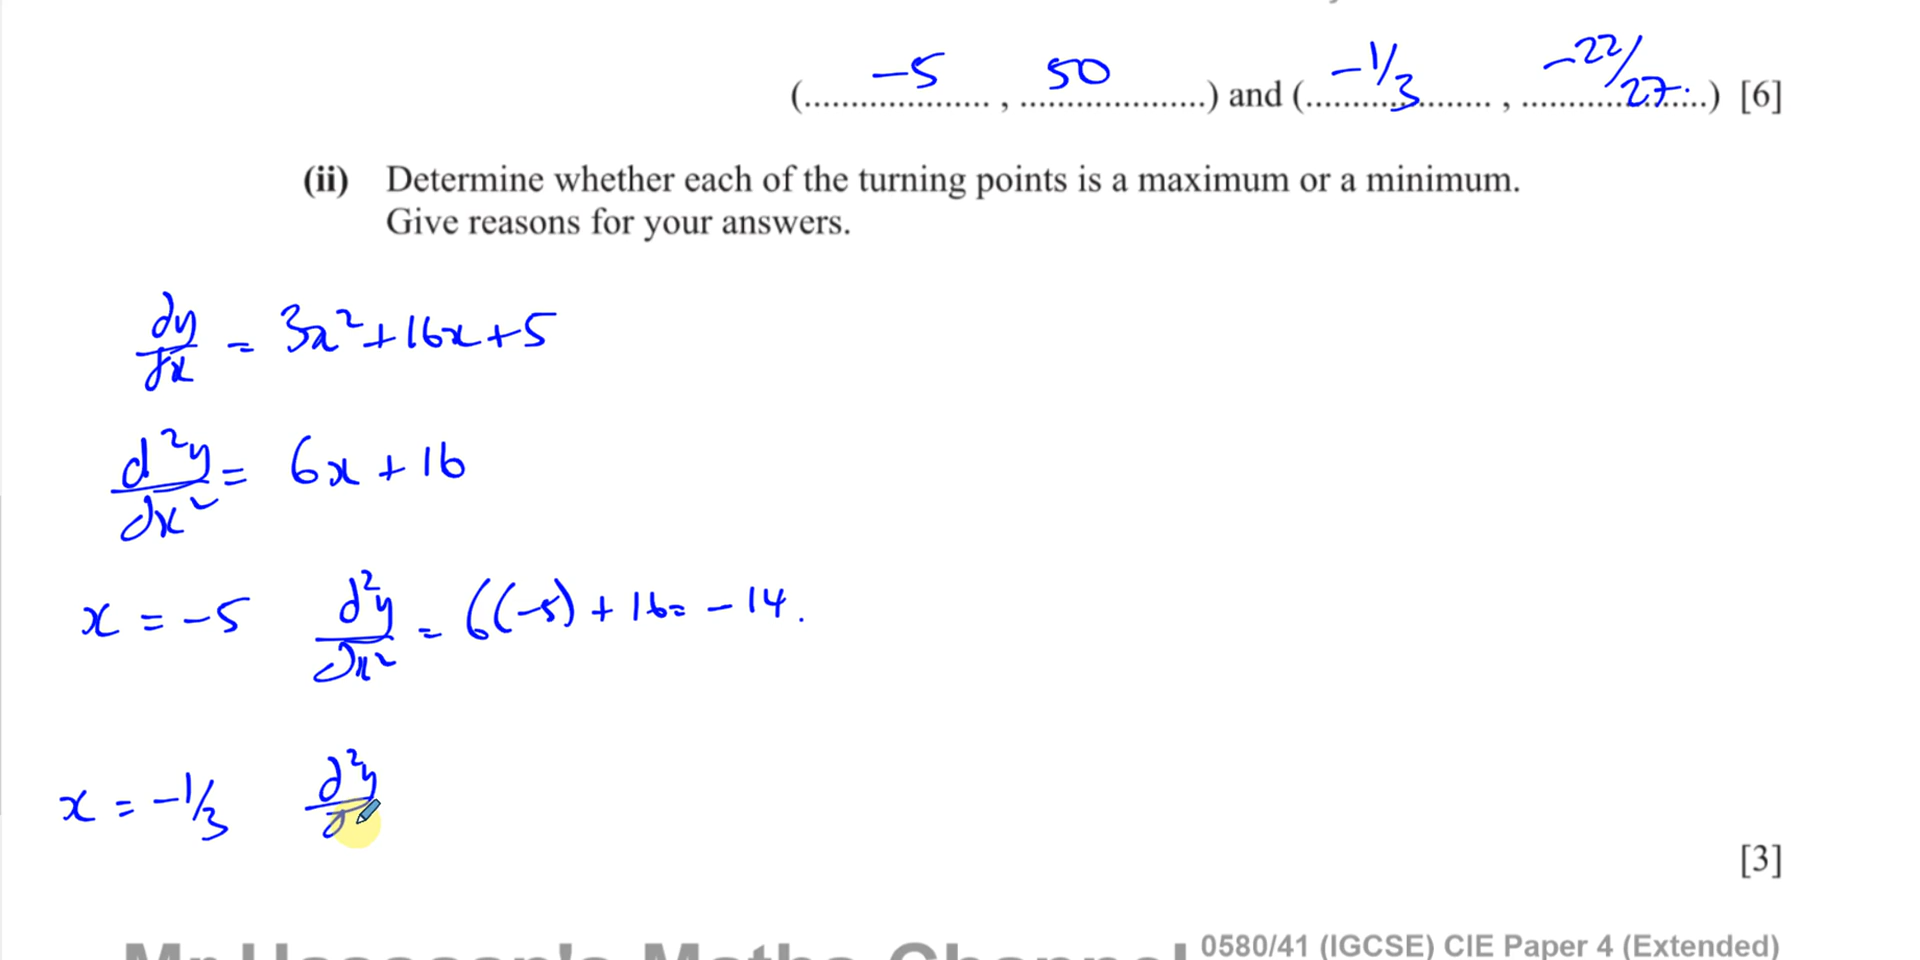 (.................... , ....................) and (.................... , ....................) [6]
-5 50 -1/3 -22/27
(ii) Determine whether each of the turning points is a maximum or a minimum.
Give reasons for your answers.
dy/dx = 3x² + 16x + 5
d²y/dx² = 6x + 16
x = -5 d²y/dx² = 6(-5) + 16 = -14.
x = -1/3 d²y
[3]
0580/41 (IGCSE) CIE Paper 4 (Extended)